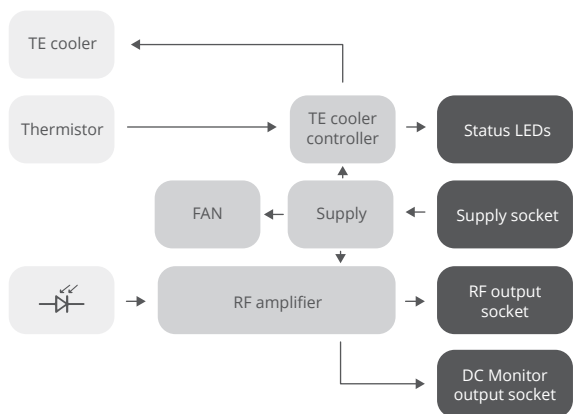 TE cooler
Thermistor
TE cooler
controller
Status LEDs
FAN
Supply
Supply socket
RF amplifier
RF output
socket
DC Monitor
output socket